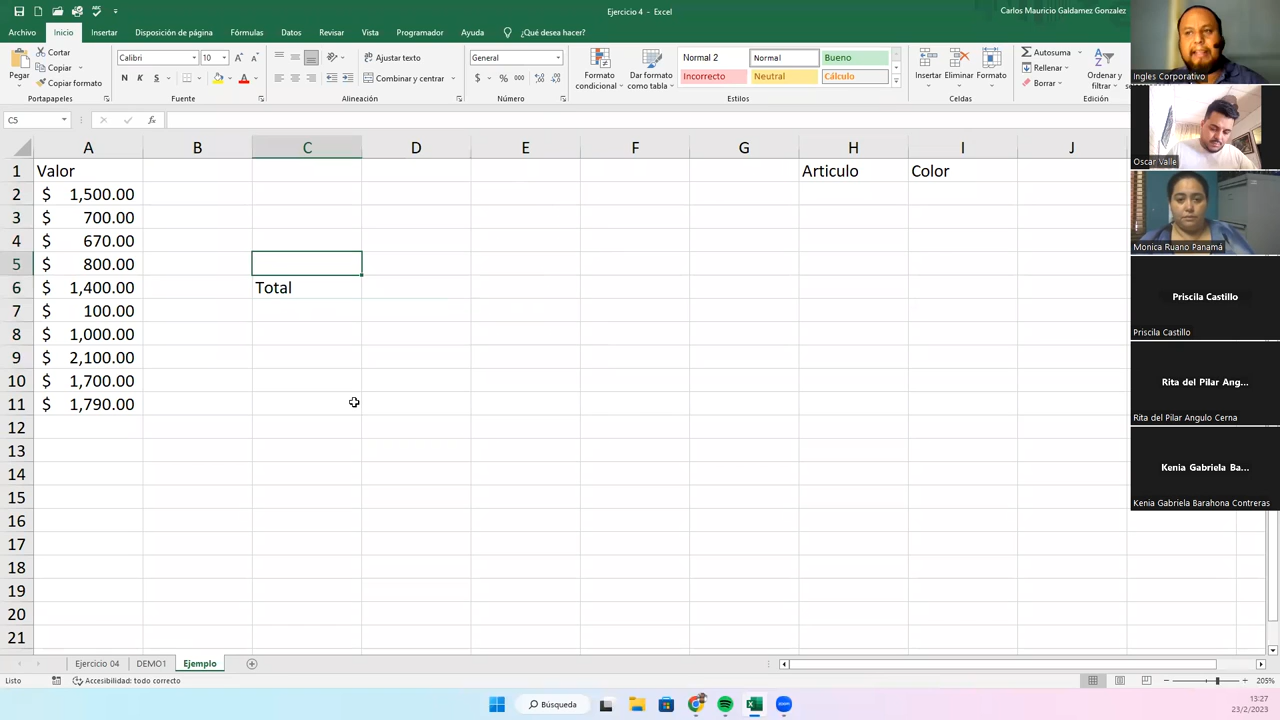 Ejercicio 4 - Excel
Carlos Mauricio Galdamez Gonzalez
Archivo Inicio Insertar Disposición de página Fórmulas Datos Revisar Vista Programador Ayuda ¿Qué desea hacer?
Pegar
Cortar
Copiar
Copiar formato
Portapapeles
Calibri 10
N K S
Fuente
Ajustar texto
Combinar y centrar
Alineación
General
$ % 000
Número
Formato condicional
Dar formato como tabla
Normal 2 Normal Bueno
Incorrecto Neutral Cálculo
Estilos
Insertar Eliminar Formato
Celdas
Autosuma
Rellenar
Borrar
Ordenar y filtrar
Edición
C5 fx
A B C D E F G H I J
1 Valor Articulo Color
2 $ 1,500.00
3 $ 700.00
4 $ 670.00
5 $ 800.00
6 $ 1,400.00 Total
7 $ 100.00
8 $ 1,000.00
9 $ 2,100.00
10 $ 1,700.00
11 $ 1,790.00
12
13
14
15
16
17
18
19
20
21
Ejercicio 04 DEMO1 Ejemplo
Listo Accesibilidad: todo correcto 205%
Búsqueda
13:27
23/2/2023
Ingles Corporativo
Oscar Valle
Monica Ruano Panamá
Priscila Castillo
Priscila Castillo
Rita del Pilar Ang...
Rita del Pilar Angulo Cerna
Kenia Gabriela Ba...
Kenia Gabriela Barahona Contreras